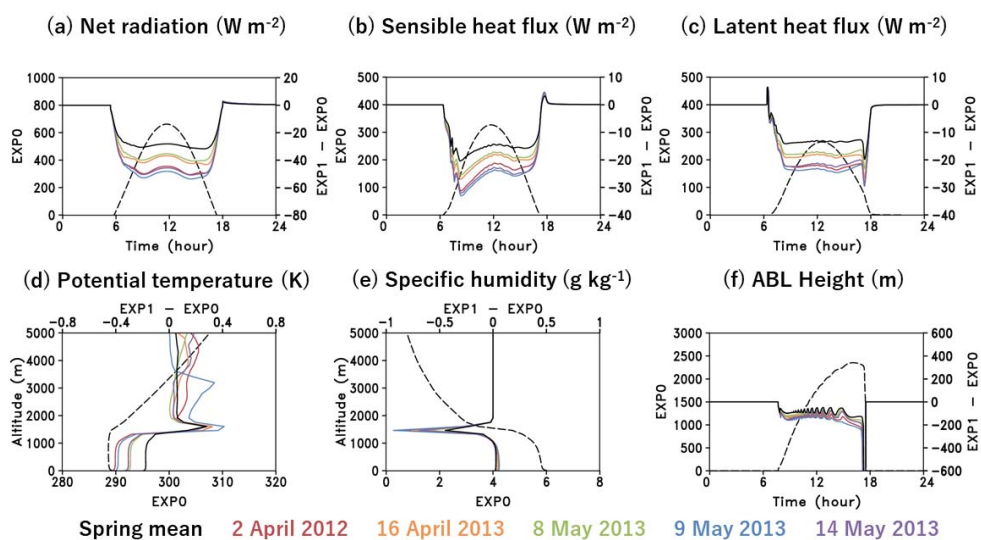 (a) Net radiation (W m-2)
(b) Sensible heat flux (W m-2)
(c) Latent heat flux (W m-2)
1000
800
600
400
200
0
EXP0
20
0
-20
-40
-60
-80
EXP1 - EXP0
0 6 12 18 24
Time (hour)
500
400
300
200
100
0
EXP0
10
0
-10
-20
-30
-40
EXP1 - EXP0
0 6 12 18 24
Time (hour)
500
400
300
200
100
0
EXP0
10
0
-10
-20
-30
-40
EXP1 - EXP0
0 6 12 18 24
Time (hour)
(d) Potential temperature (K)
(e) Specific humidity (g kg-1)
(f) ABL Height (m)
EXP1 - EXP0
-0.8 -0.4 0 0.4 0.8
5000
4000
3000
2000
1000
0
Altitude (m)
280 290 300 310 320
EXP0
EXP1 - EXP0
-1 -0.5 0 0.5 1
5000
4000
3000
2000
1000
0
Altitude (m)
0 2 4 6 8
EXP0
3000
2500
2000
1500
1000
500
0
EXP0
600
400
200
0
-200
-400
-600
EXP1 - EXP0
0 6 12 18 24
Time (hour)
Spring mean 2 April 2012 16 April 2013 8 May 2013 9 May 2013 14 May 2013